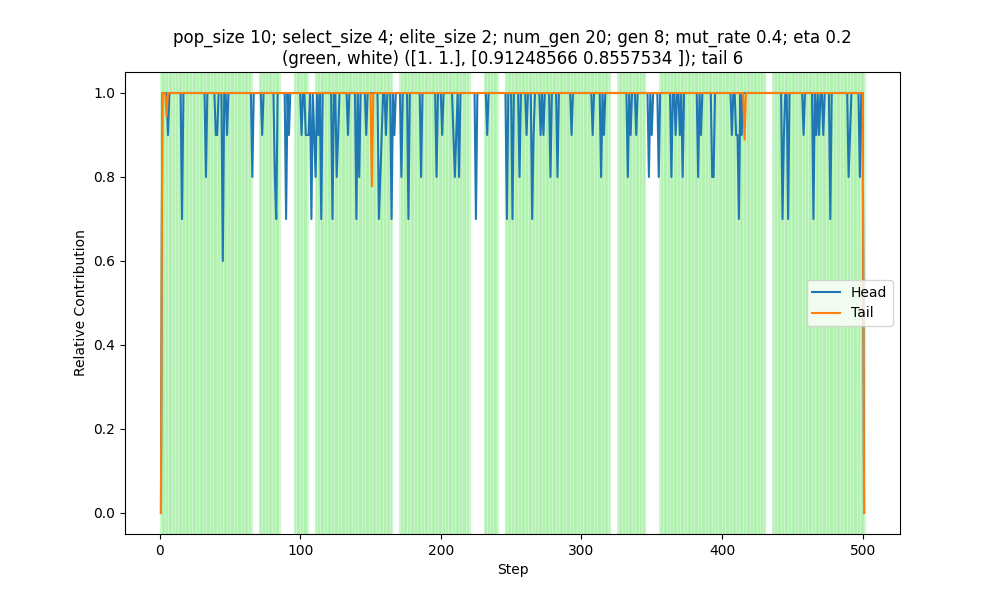 pop_size 10; select_size 4; elite_size 2; num_gen 20; gen 8; mut_rate 0.4; eta 0.2
(green, white) ([1. 1.], [0.91248566 0.8557534 ]); tail 6
1.0
0.8
0.6
0.4
0.2
0.0
Relative Contribution
Head
Tail
0 100 200 300 400 500
Step